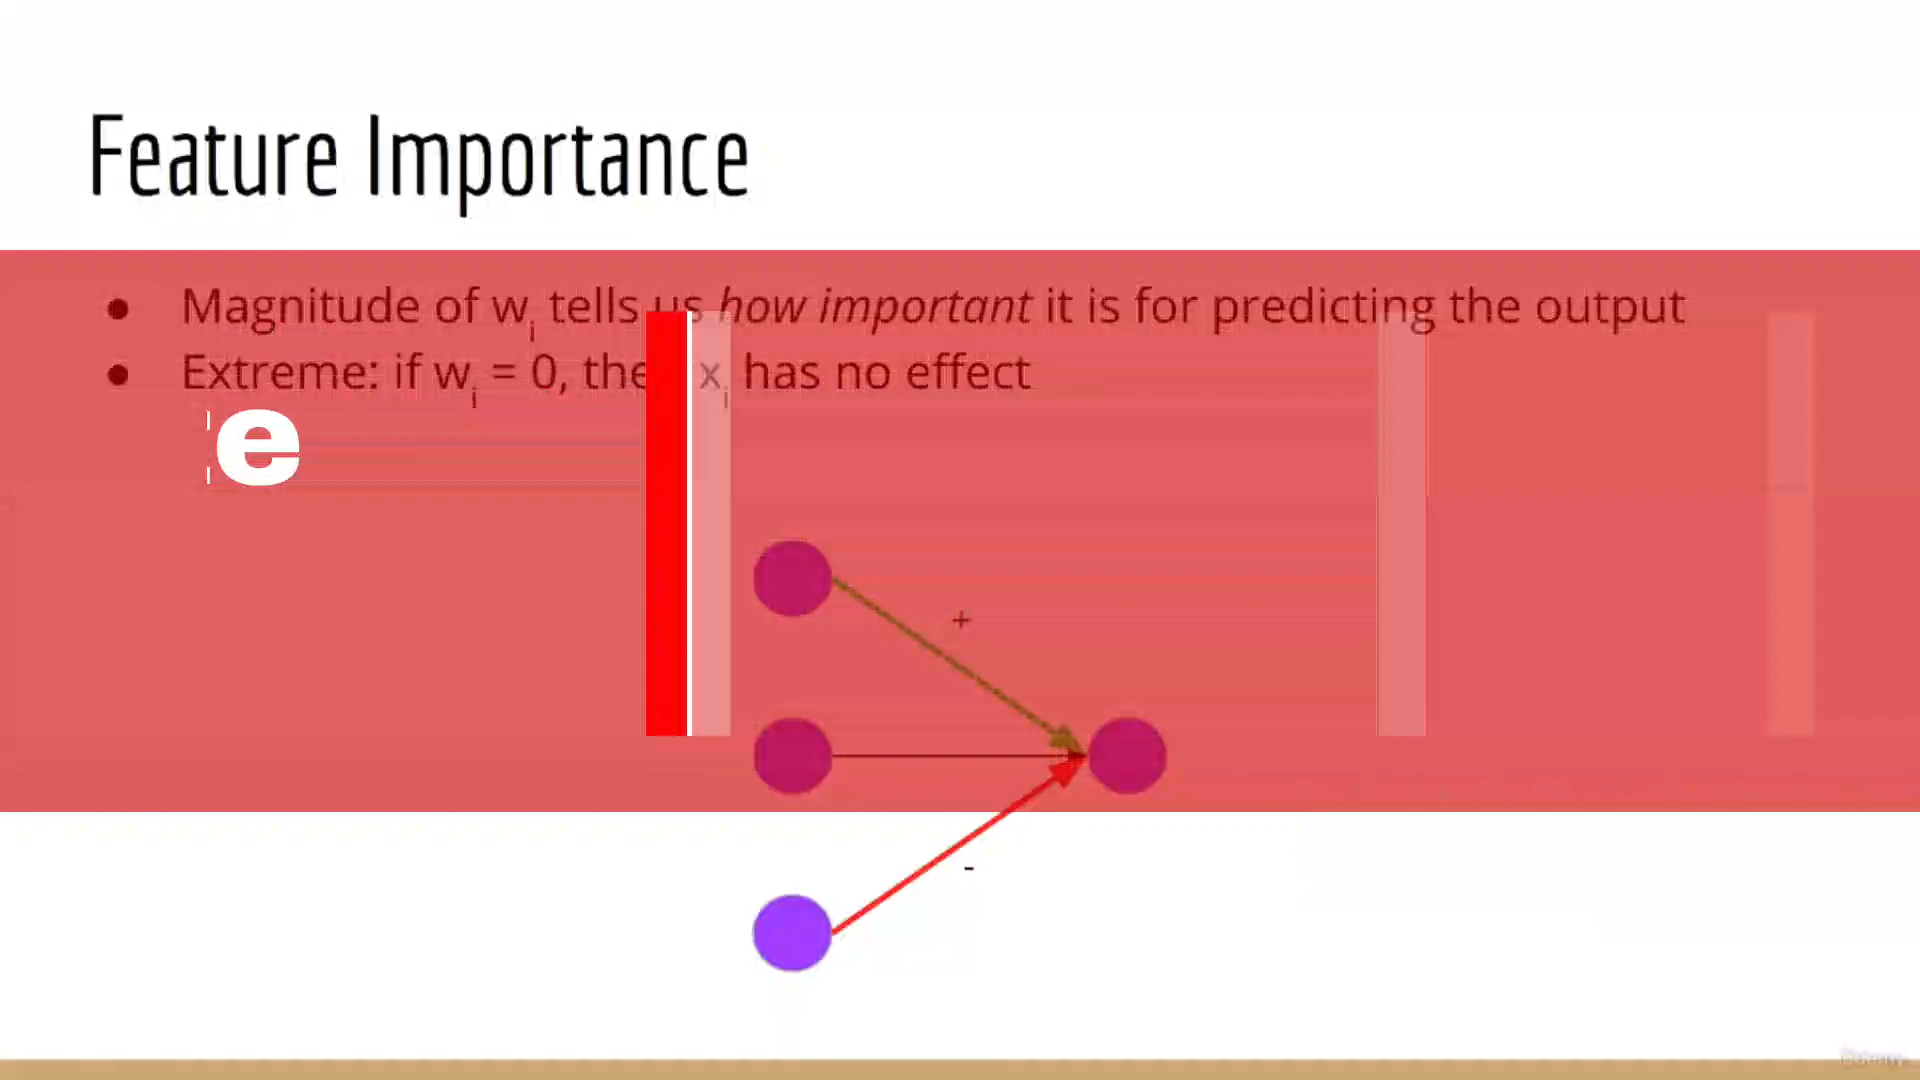 Feature Importance
● Magnitude of wi tells us how important it is for predicting the output
● Extreme: if wi = 0, the xi has no effect
e
+
-